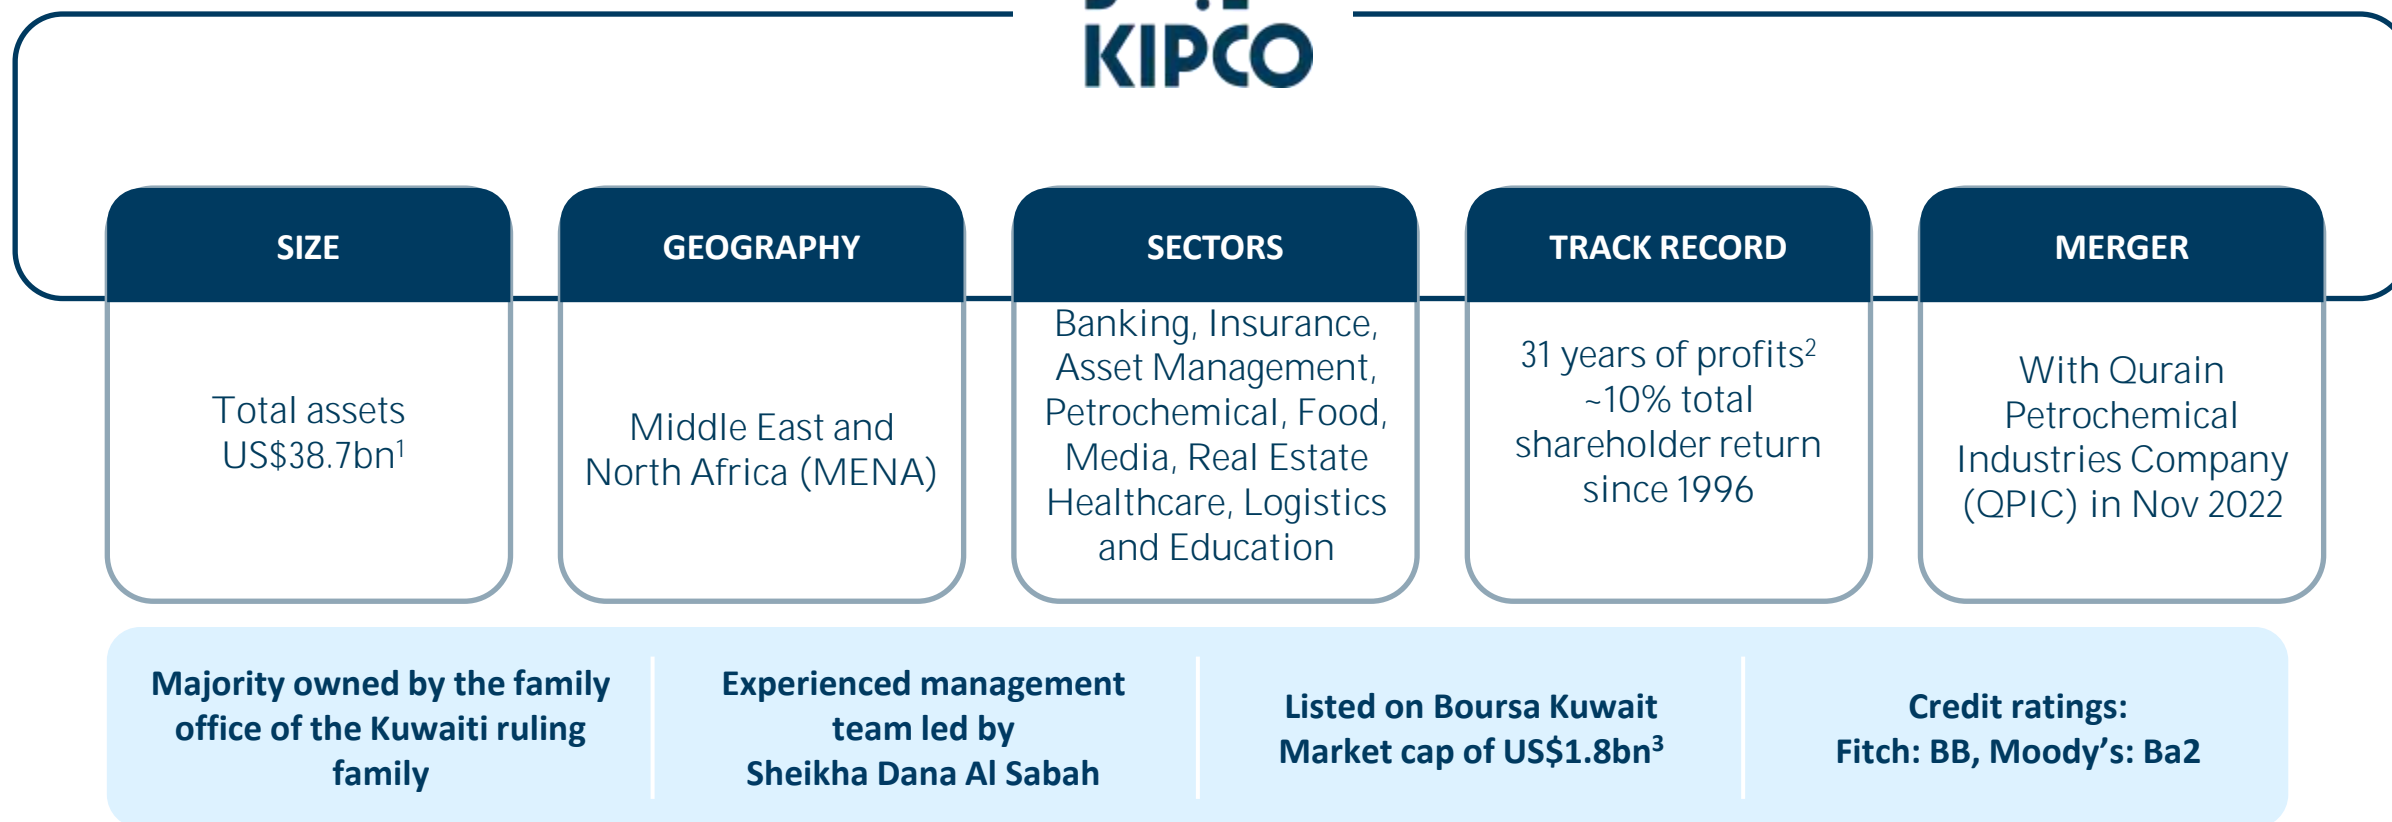 KIPCO
SIZE
Total assets
US$38.7bn1
GEOGRAPHY
Middle East and
North Africa (MENA)
SECTORS
Banking, Insurance,
Asset Management,
Petrochemical, Food,
Media, Real Estate
Healthcare, Logistics
and Education
TRACK RECORD
31 years of profits2
~10% total
shareholder return
since 1996
MERGER
With Qurain
Petrochemical
Industries Company
(QPIC) in Nov 2022
Majority owned by the family
office of the Kuwaiti ruling
family
Experienced management
team led by
Sheikha Dana Al Sabah
Listed on Boursa Kuwait
Market cap of US$1.8bn3
Credit ratings:
Fitch: BB, Moody’s: Ba2